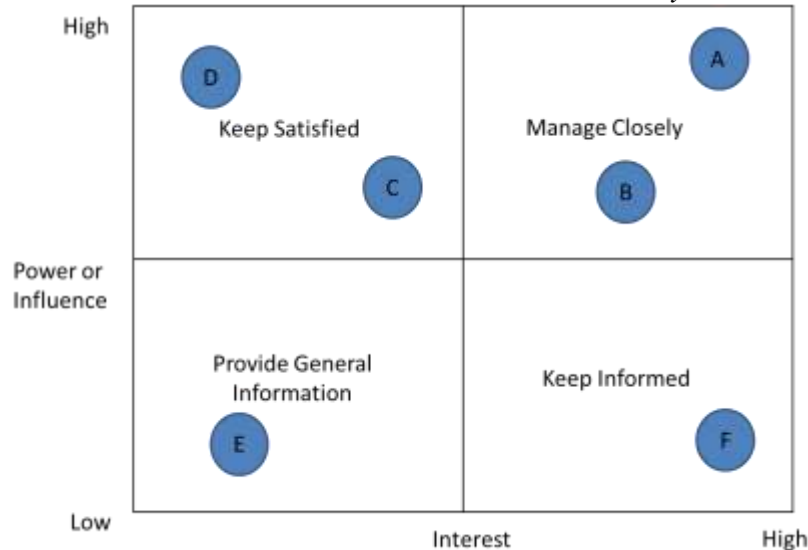 High
D
A
Keep Satisfied
Manage Closely
C
B
Power or
Influence
Provide General
Information
Keep Informed
E
F
Low
Interest
High